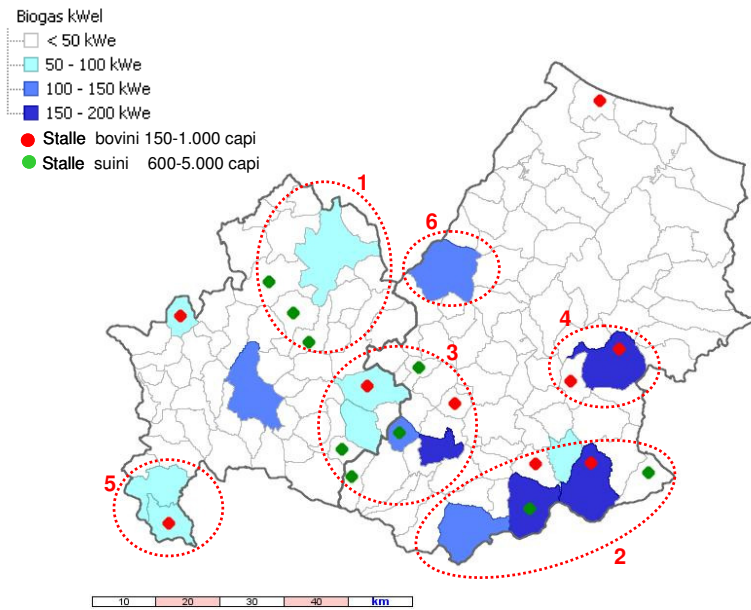 Biogas kWel
< 50 kWe
50 - 100 kWe
100 - 150 kWe
150 - 200 kWe
Stalle bovini 150-1.000 capi
Stalle suini 600-5.000 capi
1
6
4
3
5
2
10 20 30 40 km